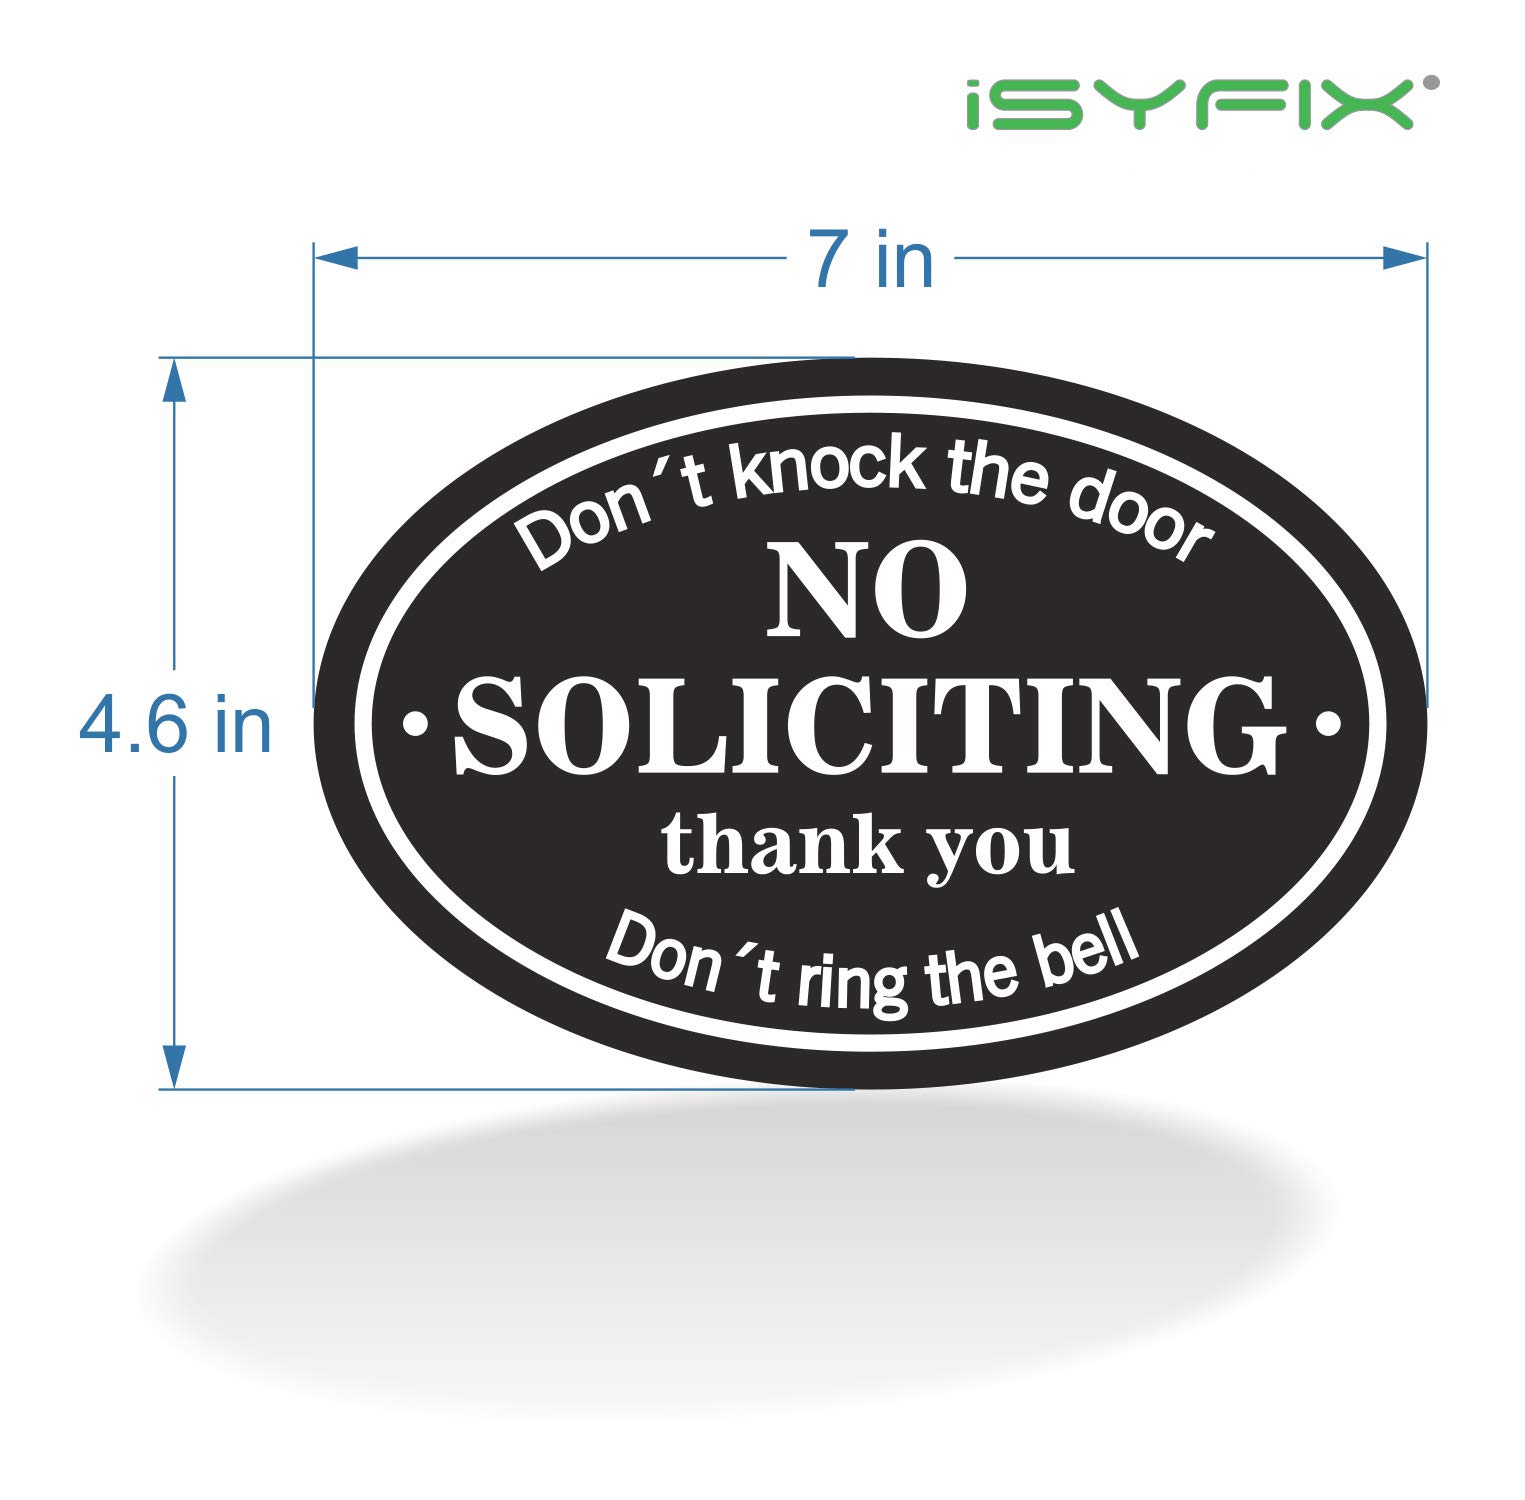 iSYFIX
7 in
4.6 in
Don´t knock the door
NO
SOLICITING
thank you
Don´t ring the bell